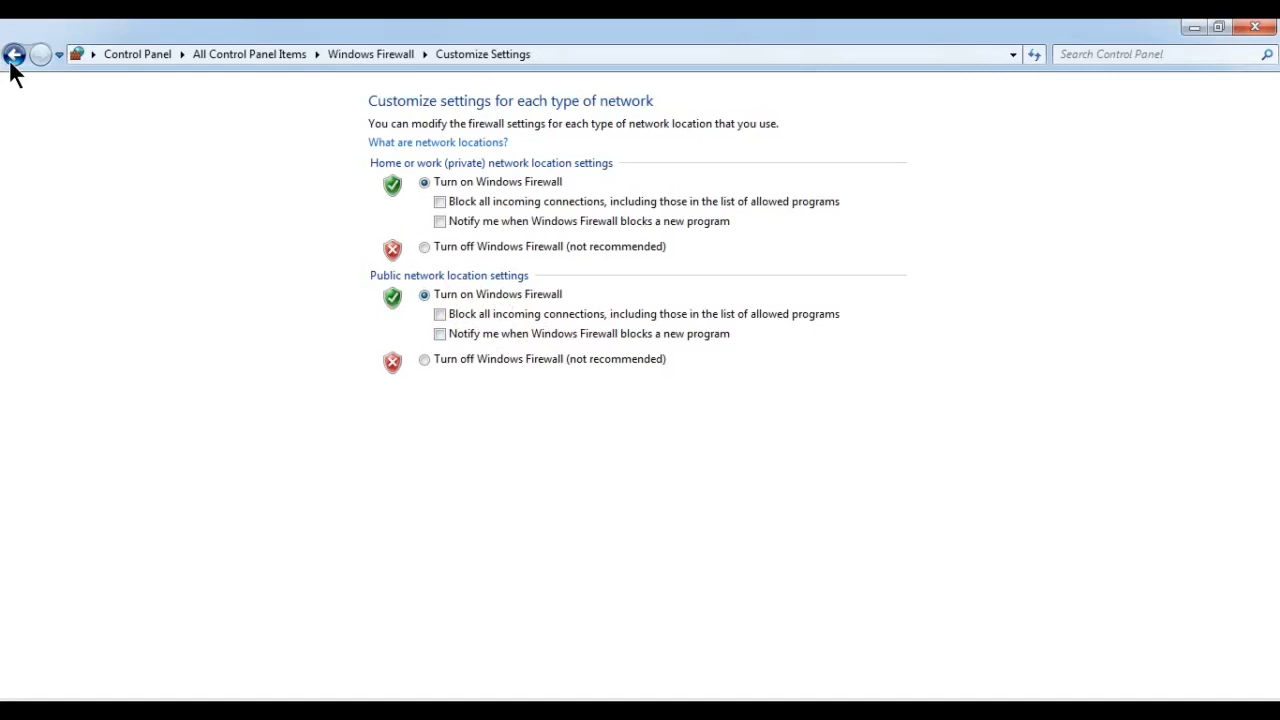 Control Panel All Control Panel Items Windows Firewall Customize Settings Search Control Panel
Customize settings for each type of network
You can modify the firewall settings for each type of network location that you use.
What are network locations?
Home or work (private) network location settings
Turn on Windows Firewall
Block all incoming connections, including those in the list of allowed programs
Notify me when Windows Firewall blocks a new program
Turn off Windows Firewall (not recommended)
Public network location settings
Turn on Windows Firewall
Block all incoming connections, including those in the list of allowed programs
Notify me when Windows Firewall blocks a new program
Turn off Windows Firewall (not recommended)